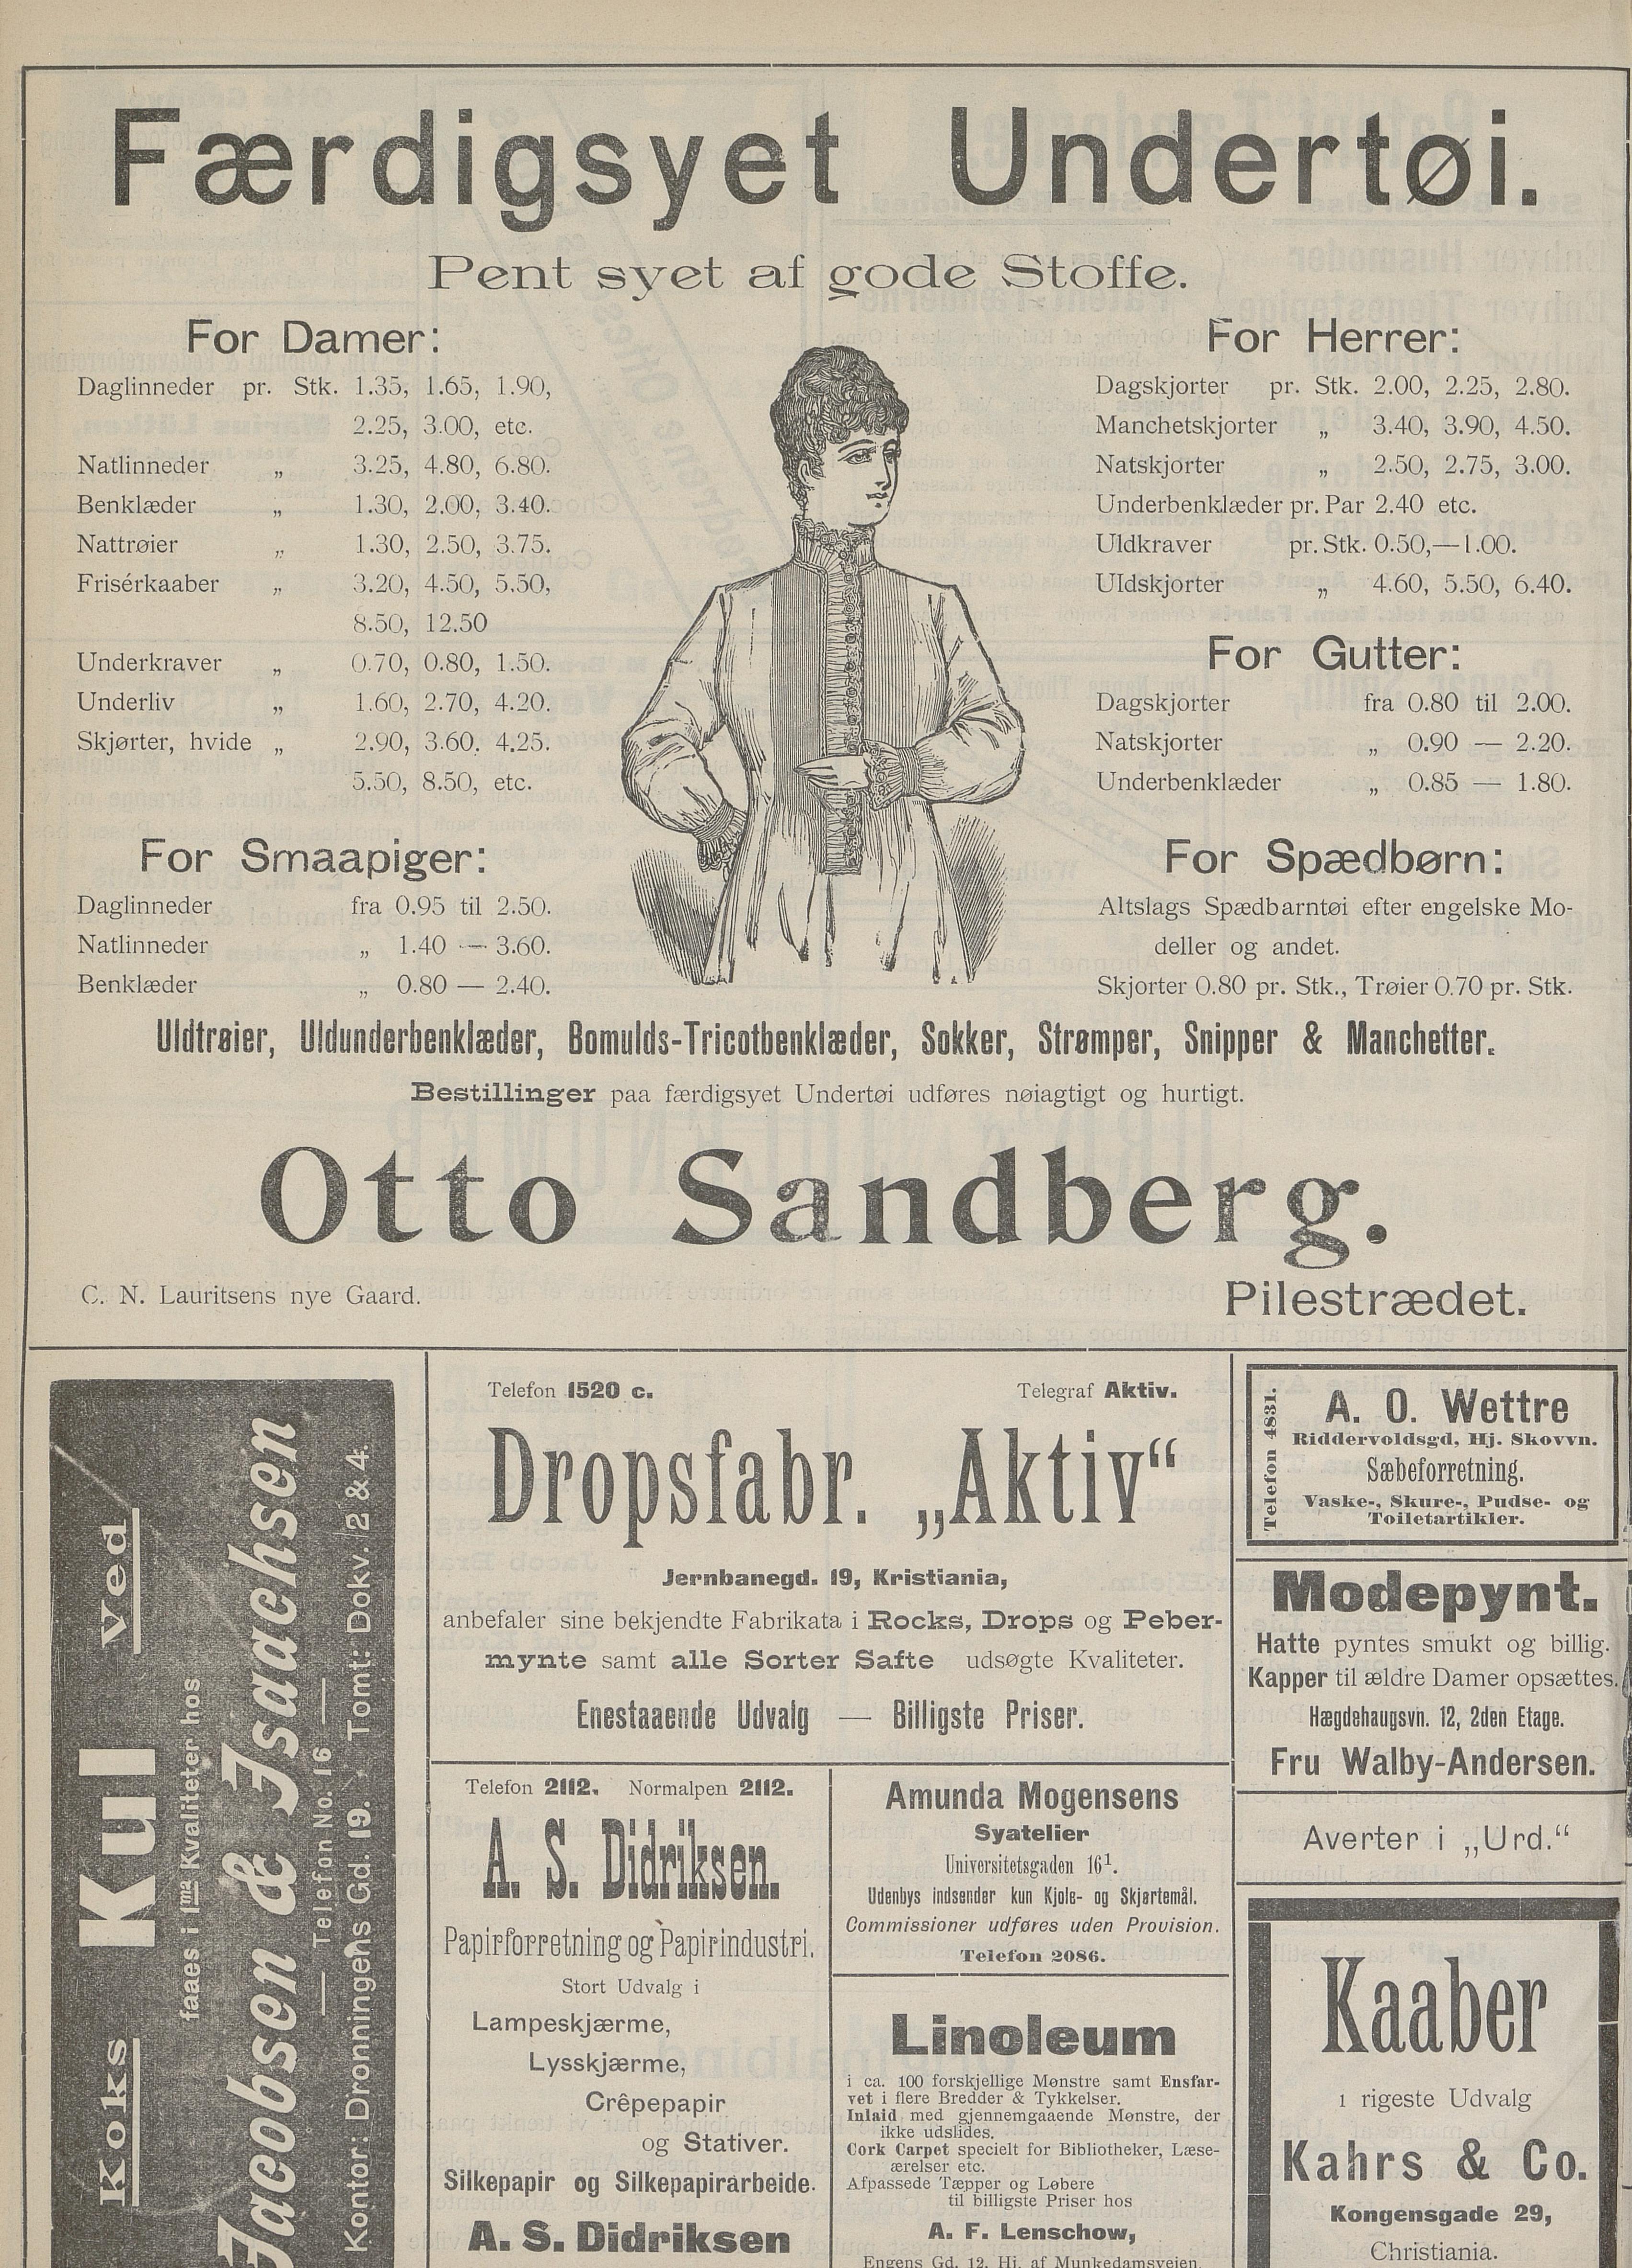 Færdigsyet Undertøi.
Pent syet af gode Stoffe.
For Damer:
Daglinneder pr. Stk. 1.35, 1.65, 1.90,
2.25, 3.00, etc.
Natlinneder „ 3.25, 4.80, 6.80.
Benklæder „ 1.30, 2.00, 3.40.
Nattrøier „ 1.30, 2.50, 3.75.
Frisérkaaber „ 3.20, 4.50, 5.50,
8.50, 12.50
Underkraver „ 0.70, 0.80, 1.50.
Underliv „ 1.60, 2.70, 4.20.
Skjørter, hvide „ 2.90, 3.60, 4.25.
5.50, 8.50, etc.
For Smaapiger:
Daglinneder fra 0.95 til 2.50.
Natlinneder „ 1.40 — 3.60.
Benklæder „ 0.80 — 2.40.
For Herrer:
Dagskjorter pr. Stk. 2.00, 2.25, 2.80.
Manchetskjorter „ 3.40, 3.90, 4.50.
Natskjorter „ 2.50, 2.75, 3.00.
Underbenklæder pr. Par 2.40 etc.
Uldkraver pr. Stk. 0.50,—1.00.
Uldskjorter „ 4.60, 5.50, 6.40.
For Gutter:
Dagskjorter fra 0.80 til 2.00.
Natskjorter „ 0.90 — 2.20.
Underbenklæder „ 0.85 — 1.80.
For Spædbørn:
Altslags Spædbarntøi efter engelske Mo-
deller og andet.
Skjorter 0.80 pr. Stk., Trøier 0.70 pr. Stk.
Uldtrøier, Uldunderbenklæder, Bomulds-Tricotbenklæder, Sokker, Strømper, Snipper & Manchetter.
Bestillinger paa færdigsyet Undertøi udføres nøiagtigt og hurtigt.
Otto Sandberg.
C. N. Lauritsens nye Gaard.
Pilestrædet.
Koks Kul Ved
faaes i 1ma Kvaliteter hos
Jacobsen & Isaachsen
— Telefon No. 16 —
Kontor: Dronningens Gd. 19. Tomt: Dokv. 2 & 4.
Telefon 1520 c. Telegraf Aktiv.
Dropsfabr. „Aktiv“
Jernbanegd. 19, Kristiania,
anbefaler sine bekjendte Fabrikata i Rocks, Drops og Peber-
mynte samt alle Sorter Safte udsøgte Kvaliteter.
Enestaaende Udvalg — Billigste Priser.
Telefon 2112. Normalpen 2112.
A. S. Didriksen.
Papirforretning og Papirindustri.
Stort Udvalg i
Lampeskjærme,
Lysskjærme,
Crêpepapir
og Stativer.
Silkepapir og Silkepapirarbeide.
A. S. Didriksen
Amunda Mogensens
Syatelier
Universitetsgaden 16¹.
Udenbys indsender kun Kjole- og Skjørtemål.
Commissioner udføres uden Provision.
Telefon 2086.
Linoleum
i ca. 100 forskjellige Mønstre samt Ensfar-
vet i flere Bredder & Tykkelser.
Inlaid med gjennemgaaende Mønstre, der
ikke udslides.
Cork Carpet specielt for Bibliotheker, Læse-
ærelser etc.
Afpassede Tæpper og Løbere
til billigste Priser hos
A. F. Lenschow,
Engens Gd. 12, Hj. af Munkedamsveien.
Telefon 4831.
A. O. Wettre
Riddervoldsgd, Hj. Skovvn.
Sæbeforretning.
Vaske-, Skure-, Pudse- og
Toiletartikler.
Modepynt.
Hatte pyntes smukt og billig.
Kapper til ældre Damer opsættes.
Hægdehaugsvn. 12, 2den Etage.
Fru Walby-Andersen.
Averter i „Urd.“
Kaaber
i rigeste Udvalg
Kahrs & Co.
Kongensgade 29,
Christiania.